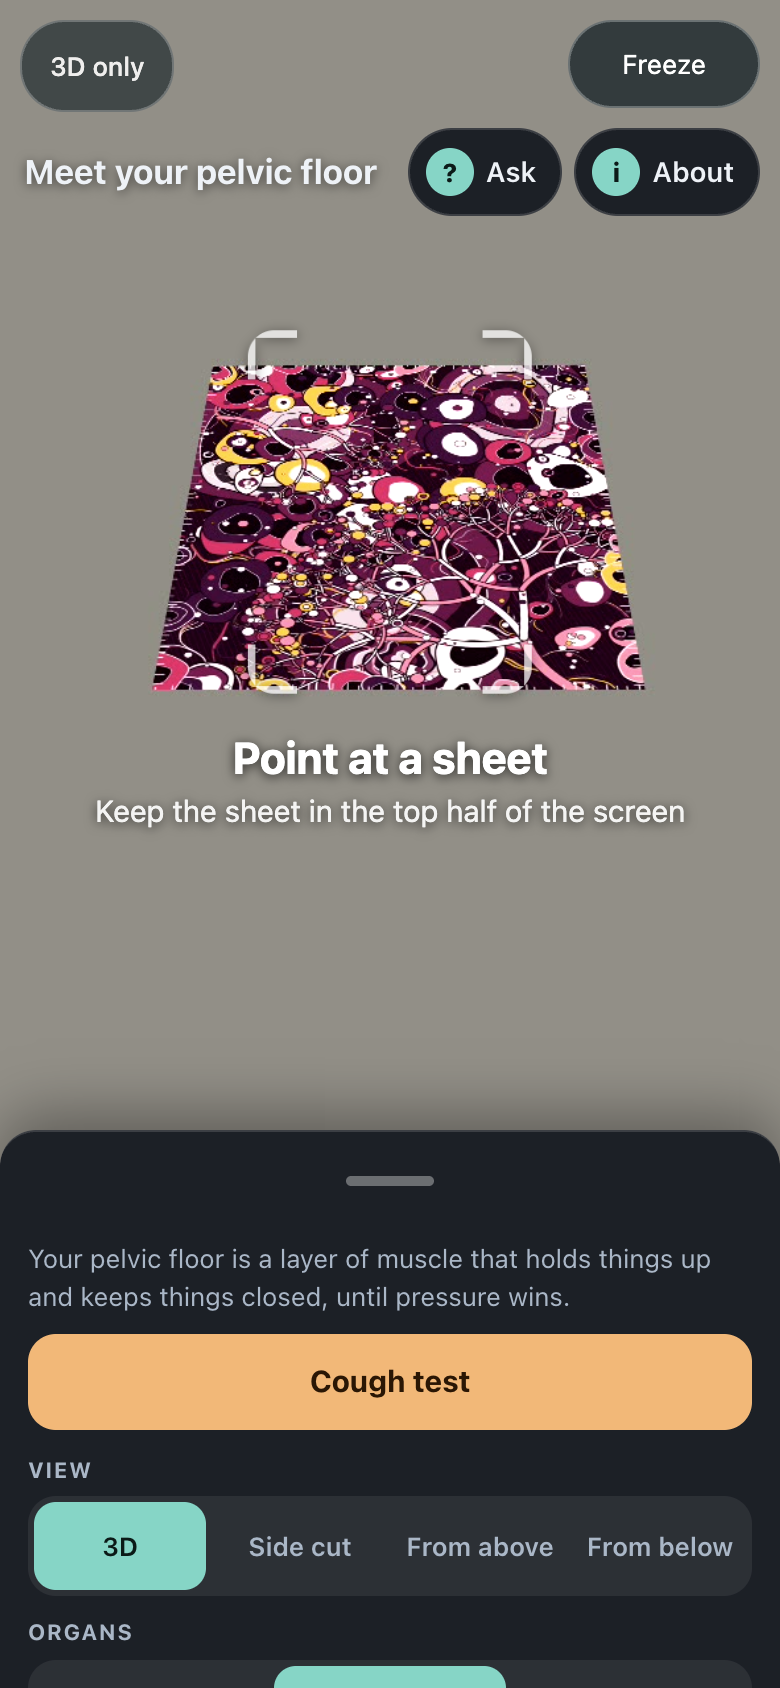 3D only
Freeze
Meet your pelvic floor
? Ask
i About
Point at a sheet
Keep the sheet in the top half of the screen
Your pelvic floor is a layer of muscle that holds things up
and keeps things closed, until pressure wins.
Cough test
VIEW
3D
Side cut
From above
From below
ORGANS